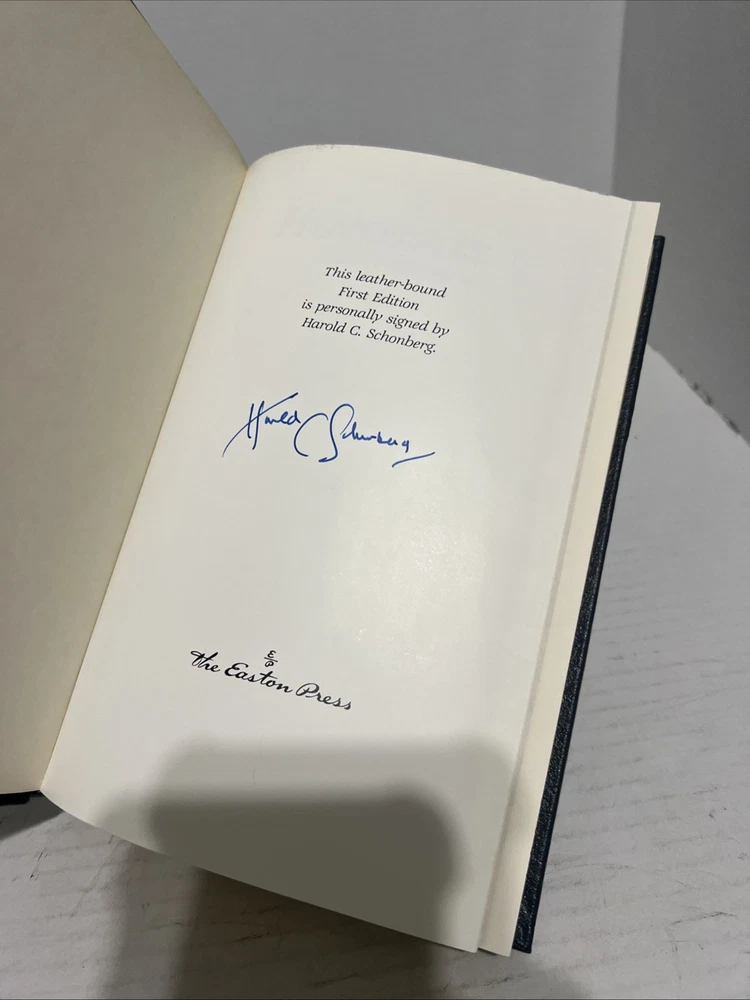 This leather-bound
First Edition
is personally signed by
Harold C. Schonberg.
Harold C Schonberg
E/P
the Easton Press